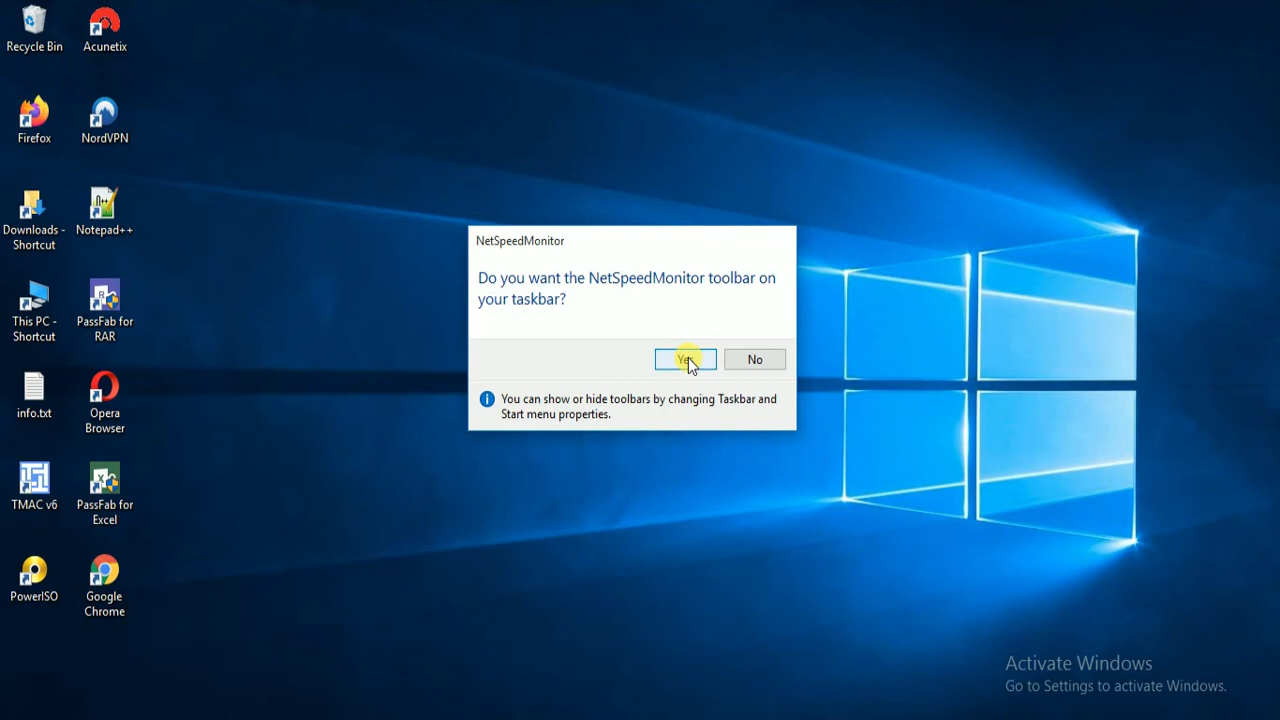 Recycle Bin
Acunetix
Firefox
NordVPN
Downloads -
Shortcut
Notepad++
This PC -
Shortcut
PassFab for
RAR
info.txt
Opera
Browser
TMAC v6
PassFab for
Excel
PowerISO
Google
Chrome
NetSpeedMonitor
Do you want the NetSpeedMonitor toolbar on
your taskbar?
Yes
No
You can show or hide toolbars by changing Taskbar and
Start menu properties.
Activate Windows
Go to Settings to activate Windows.